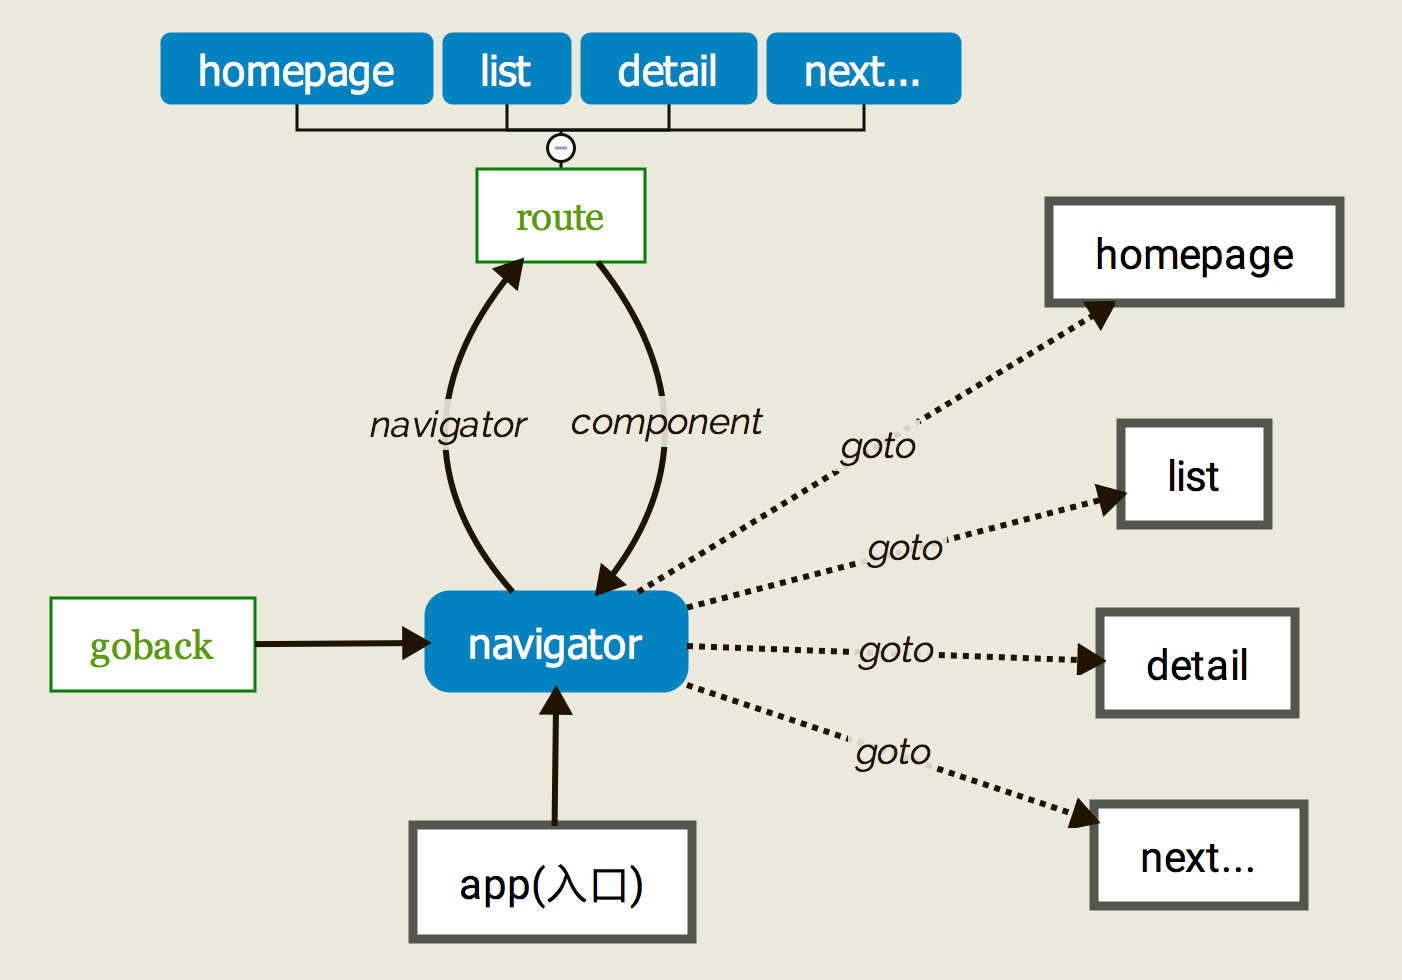 homepage list detail next...
route
homepage
navigator component
goto
list
goto
goback
navigator
goto
detail
goto
app(入口)
next...